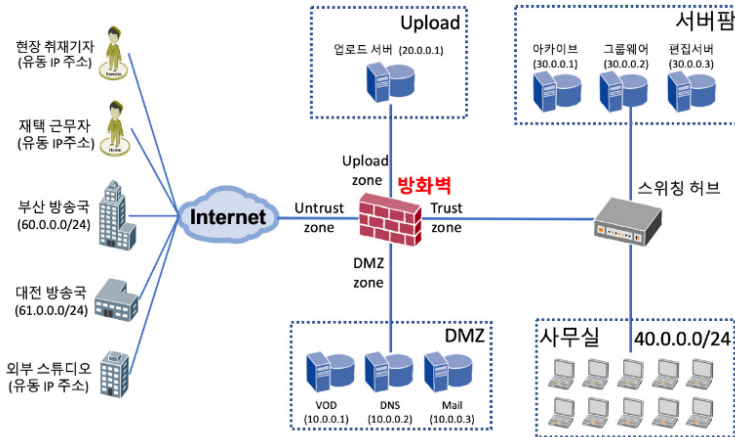 현장 취재기자
(유동 IP 주소)
Remote
재택 근무자
(유동 IP주소)
Home
부산 방송국
(60.0.0.0/24)
대전 방송국
(61.0.0.0/24)
외부 스튜디오
(유동 IP 주소)
Internet
Untrust
zone
Upload
업로드 서버 (20.0.0.1)
Upload
zone
방화벽
Trust
zone
DMZ
zone
DMZ
VOD
(10.0.0.1)
DNS
(10.0.0.2)
Mail
(10.0.0.3)
서버팜
아카이브
(30.0.0.1)
그룹웨어
(30.0.0.2)
편집서버
(30.0.0.3)
스위칭 허브
사무실 40.0.0.0/24